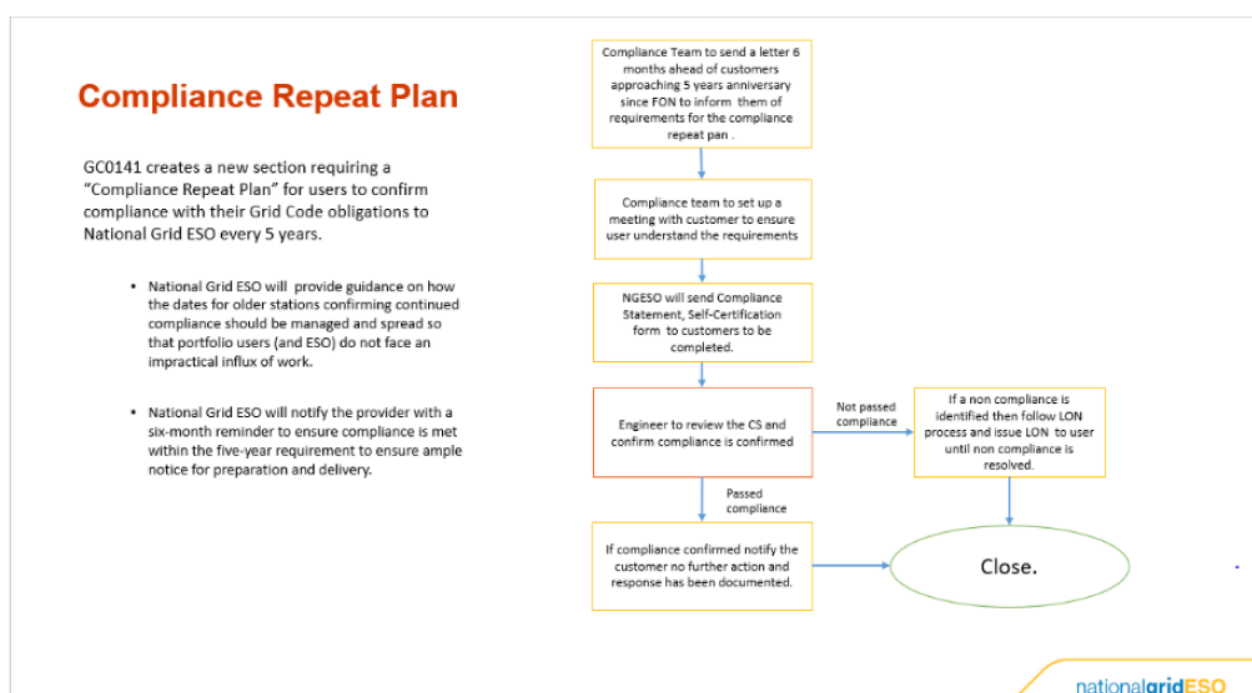 Compliance Repeat Plan
GC0141 creates a new section requiring a
“Compliance Repeat Plan” for users to confirm
compliance with their Grid Code obligations to
National Grid ESO every 5 years.
• National Grid ESO will provide guidance on how
the dates for older stations confirming continued
compliance should be managed and spread so
that portfolio users (and ESO) do not face an
impractical influx of work.
• National Grid ESO will notify the provider with a
six-month reminder to ensure compliance is met
within the five-year requirement to ensure ample
notice for preparation and delivery.
Compliance Team to send a letter 6
months ahead of customers
approaching 5 years anniversary
since FON to inform them of
requirements for the compliance
repeat pan .
Compliance team to set up a
meeting with customer to ensure
user understand the requirements
NGESO will send Compliance
Statement, Self-Certification
form to customers to be
completed.
Engineer to review the CS and
confirm compliance is confirmed
Not passed
compliance
If a non compliance is
identified then follow LON
process and issue LON to user
until non compliance is
resolved.
Passed
compliance
If compliance confirmed notify the
customer no further action and
response has been documented.
Close.
nationalgridESO